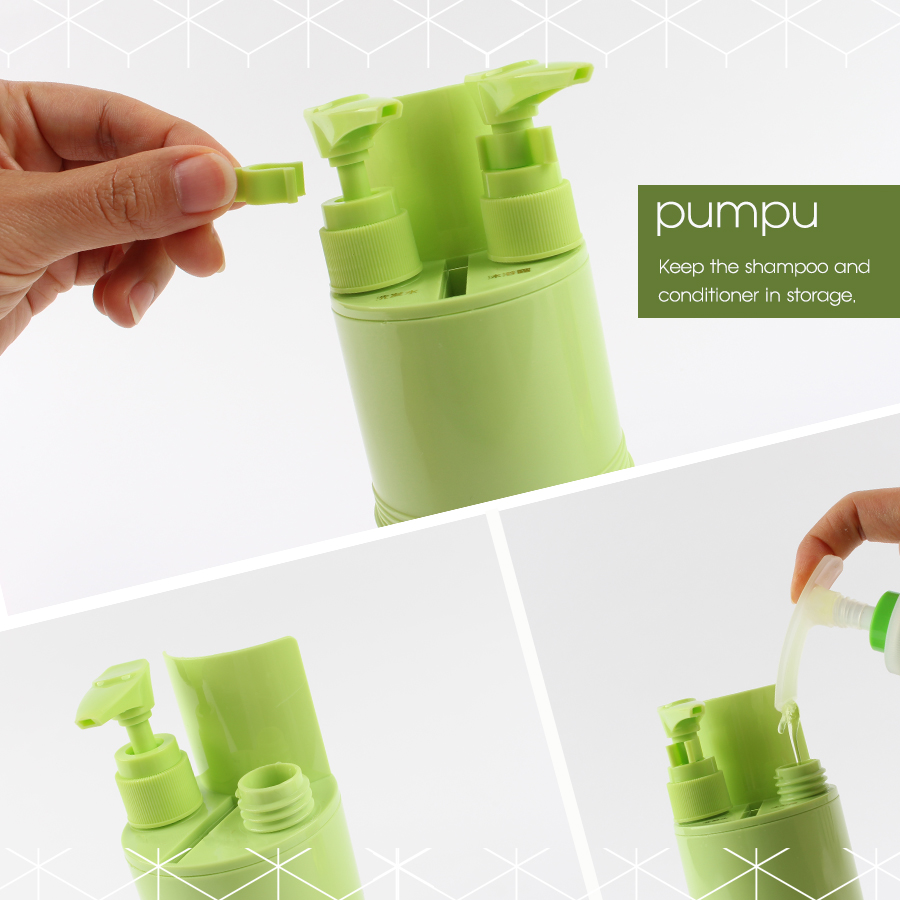 pumpu
Keep the shampoo and
conditioner in storage,